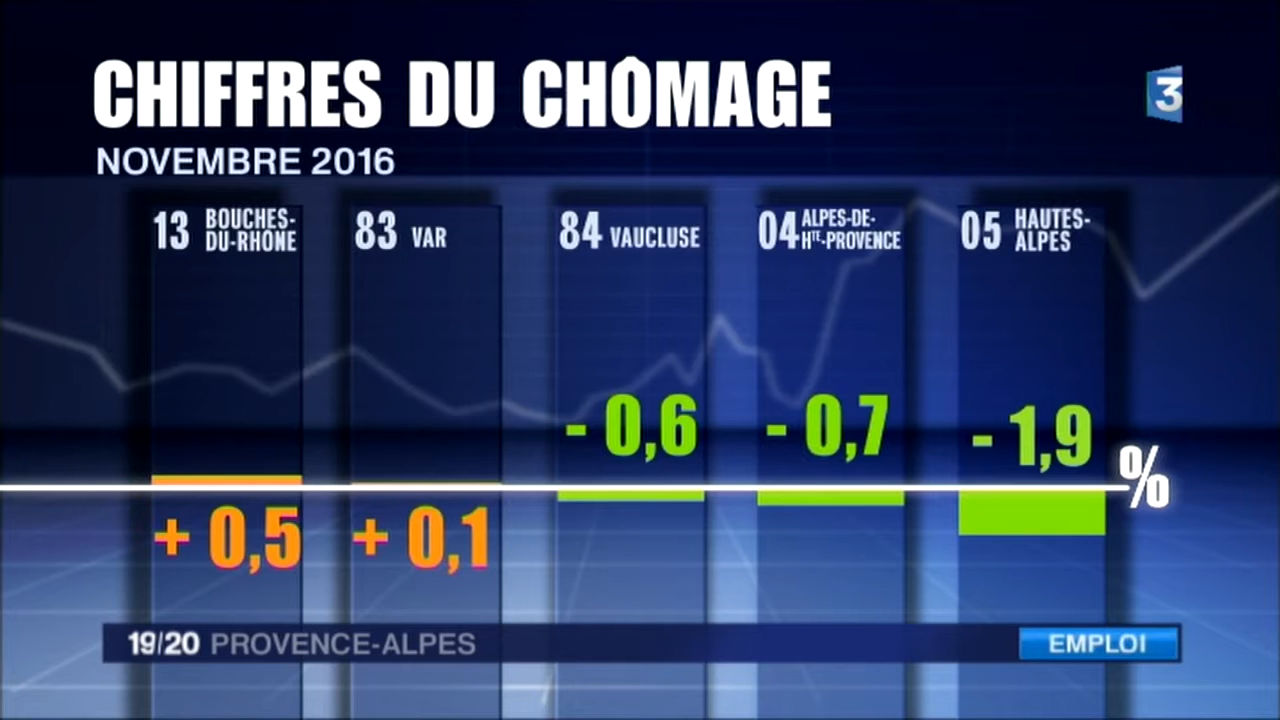 CHIFFRES DU CHÔMAGE
3
NOVEMBRE 2016
13 BOUCHES-
DU-RHÔNE
83 VAR
84 VAUCLUSE
04 ALPES-DE-
HTE-PROVENCE
05 HAUTES-
ALPES
- 0,6
- 0,7
- 1,9
%
+ 0,5
+ 0,1
19/20 PROVENCE-ALPES
EMPLOI